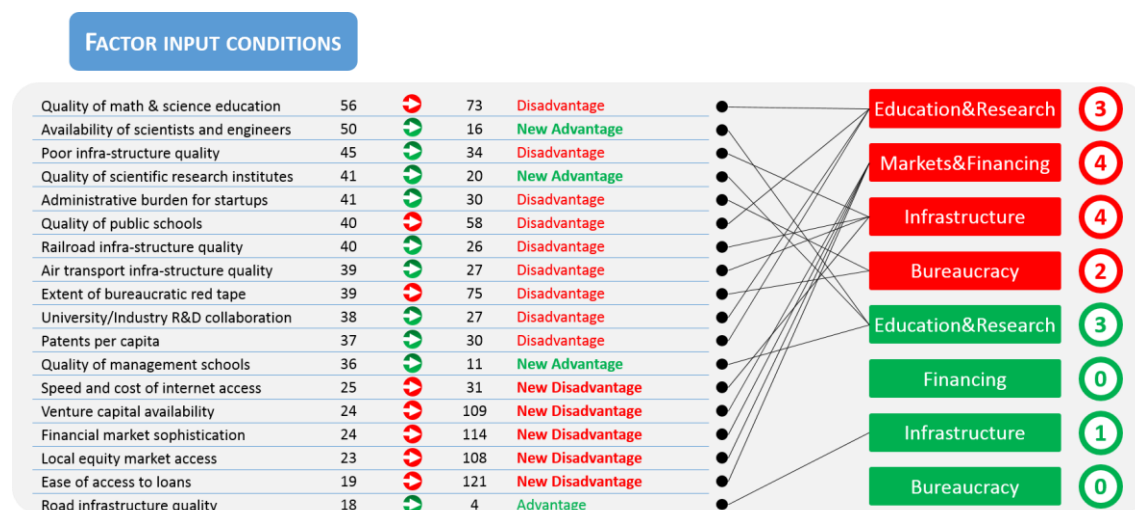 FACTOR INPUT CONDITIONS
Quality of math & science education 56 73 Disadvantage
Availability of scientists and engineers 50 16 New Advantage
Poor infra-structure quality 45 34 Disadvantage
Quality of scientific research institutes 41 20 New Advantage
Administrative burden for startups 41 30 Disadvantage
Quality of public schools 40 58 Disadvantage
Railroad infra-structure quality 40 26 Disadvantage
Air transport infra-structure quality 39 27 Disadvantage
Extent of bureaucratic red tape 39 75 Disadvantage
University/Industry R&D collaboration 38 27 Disadvantage
Patents per capita 37 30 Disadvantage
Quality of management schools 36 11 New Advantage
Speed and cost of internet access 25 31 New Disadvantage
Venture capital availability 24 109 New Disadvantage
Financial market sophistication 24 114 New Disadvantage
Local equity market access 23 108 New Disadvantage
Ease of access to loans 19 121 New Disadvantage
Road infrastructure quality 18 4 Advantage
Education&Research 3
Markets&Financing 4
Infrastructure 4
Bureaucracy 2
Education&Research 3
Financing 0
Infrastructure 1
Bureaucracy 0